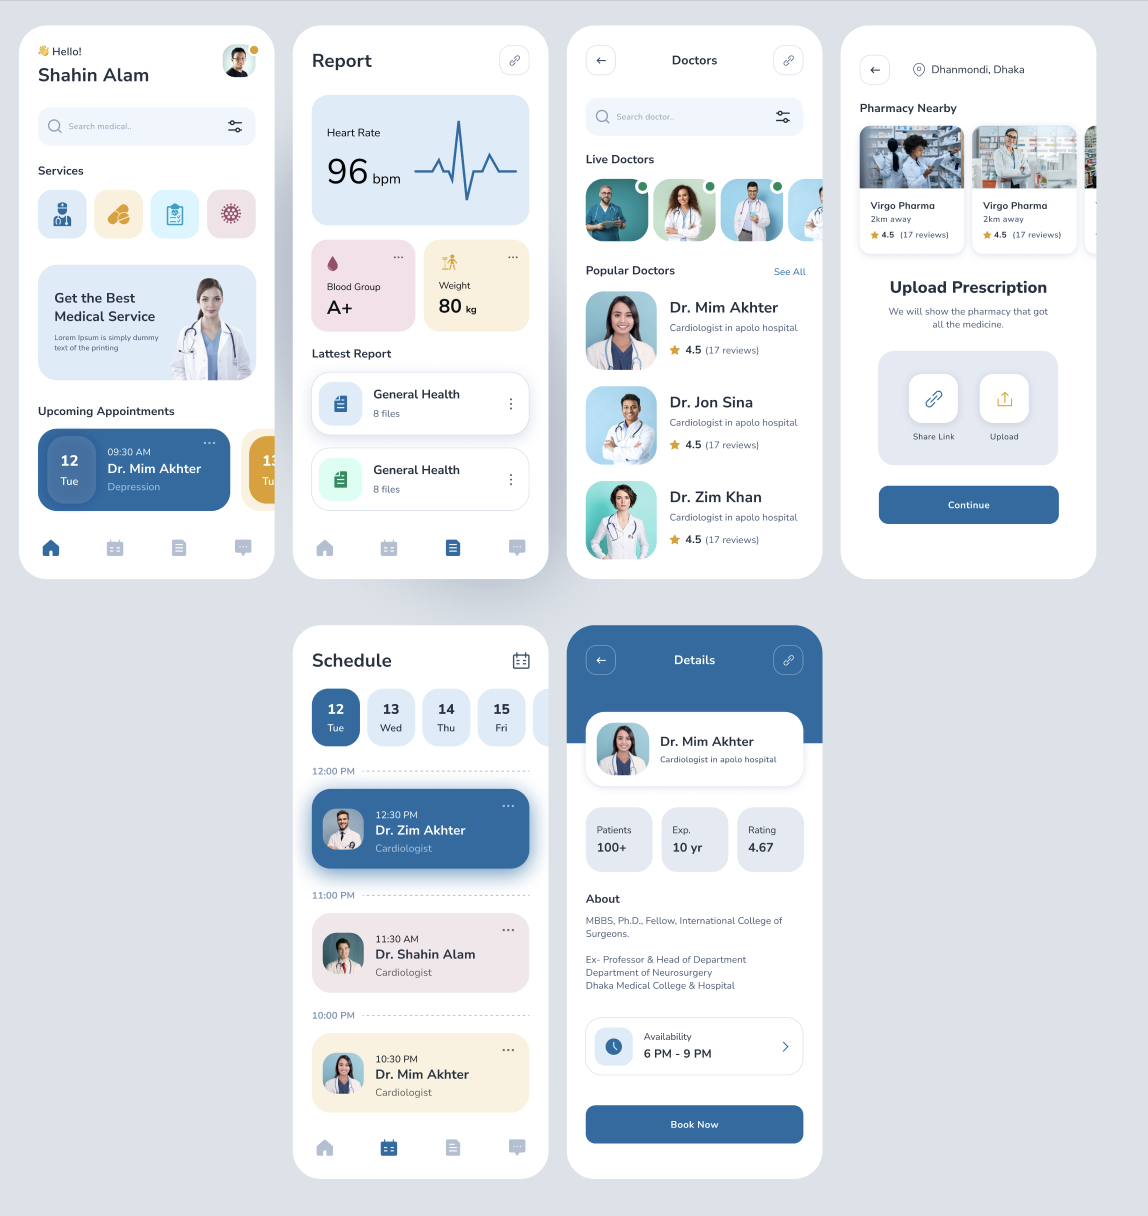 Hello!
Shahin Alam
Search medical..
Services
Get the Best
Medical Service
Lorem Ipsum is simply dummy
text of the printing
Upcoming Appointments
12
Tue
09:30 AM
Dr. Mim Akhter
Depression
Report
Heart Rate
96 bpm
Blood Group
A+
Weight
80 kg
Lattest Report
General Health
8 files
General Health
8 files
Doctors
Search doctor..
Live Doctors
Popular Doctors
See All
Dr. Mim Akhter
Cardiologist in apolo hospital
4.5 (17 reviews)
Dr. Jon Sina
Cardiologist in apolo hospital
4.5 (17 reviews)
Dr. Zim Khan
Cardiologist in apolo hospital
4.5 (17 reviews)
Dhanmondi, Dhaka
Pharmacy Nearby
Virgo Pharma
2km away
4.5 (17 reviews)
Virgo Pharma
2km away
4.5 (17 reviews)
Upload Prescription
We will show the pharmacy that got
all the medicine.
Share Link
Upload
Continue
Schedule
12
Tue
13
Wed
14
Thu
15
Fri
12:00 PM
12:30 PM
Dr. Zim Akhter
Cardiologist
11:00 PM
11:30 AM
Dr. Shahin Alam
Cardiologist
10:00 PM
10:30 PM
Dr. Mim Akhter
Cardiologist
Details
Dr. Mim Akhter
Cardiologist in apolo hospital
Patients
100+
Exp.
10 yr
Rating
4.67
About
MBBS, Ph.D., Fellow, International College of
Surgeons.
Ex- Professor & Head of Department
Department of Neurosurgery
Dhaka Medical College & Hospital
Availability
6 PM - 9 PM
Book Now